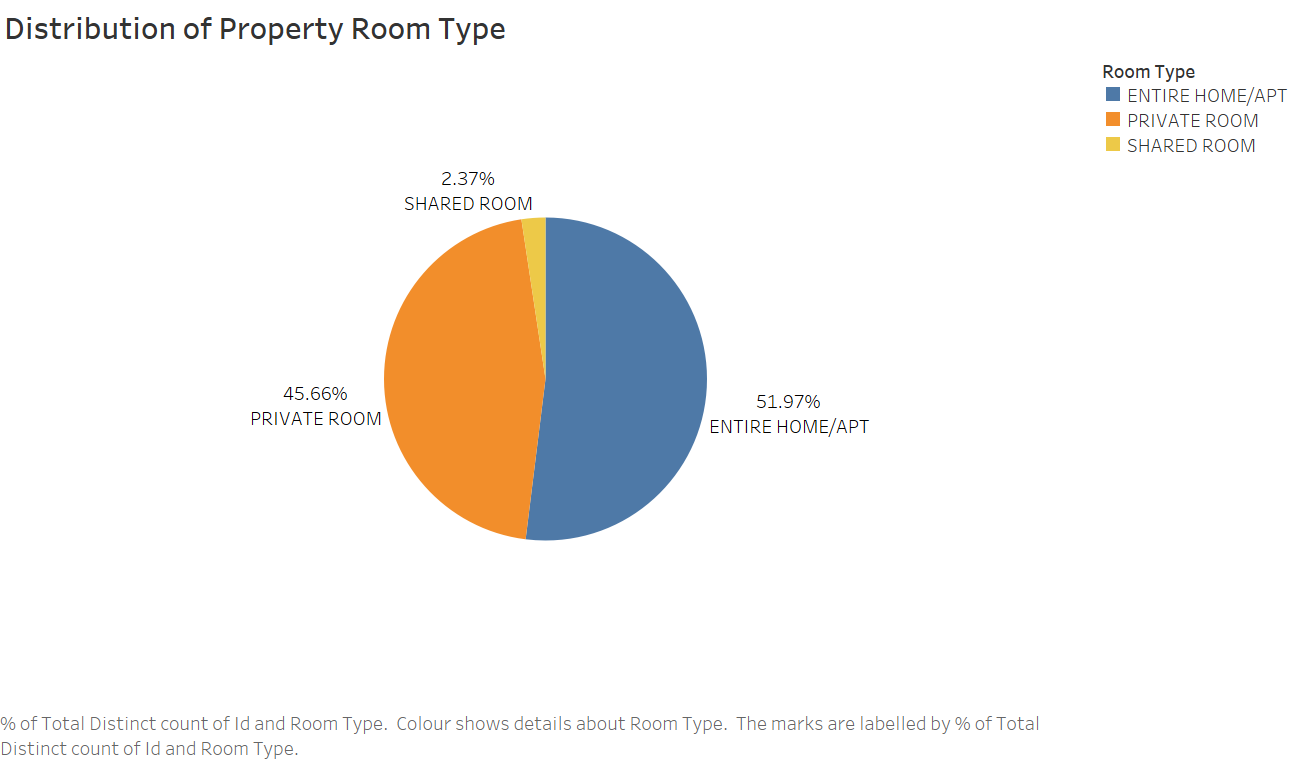 Distribution of Property Room Type
Room Type
ENTIRE HOME/APT
PRIVATE ROOM
SHARED ROOM
2.37%
SHARED ROOM
45.66%
PRIVATE ROOM
51.97%
ENTIRE HOME/APT
% of Total Distinct count of Id and Room Type.  Colour shows details about Room Type.  The marks are labelled by % of Total
Distinct count of Id and Room Type.